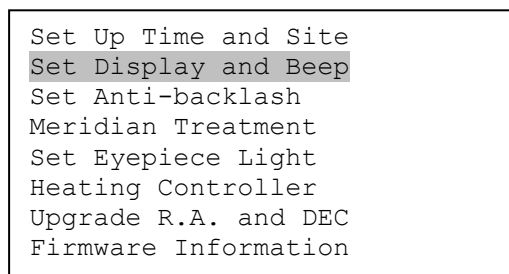 Set Up Time and Site
Set Display and Beep
Set Anti-backlash
Meridian Treatment
Set Eyepiece Light
Heating Controller
Upgrade R.A. and DEC
Firmware Information